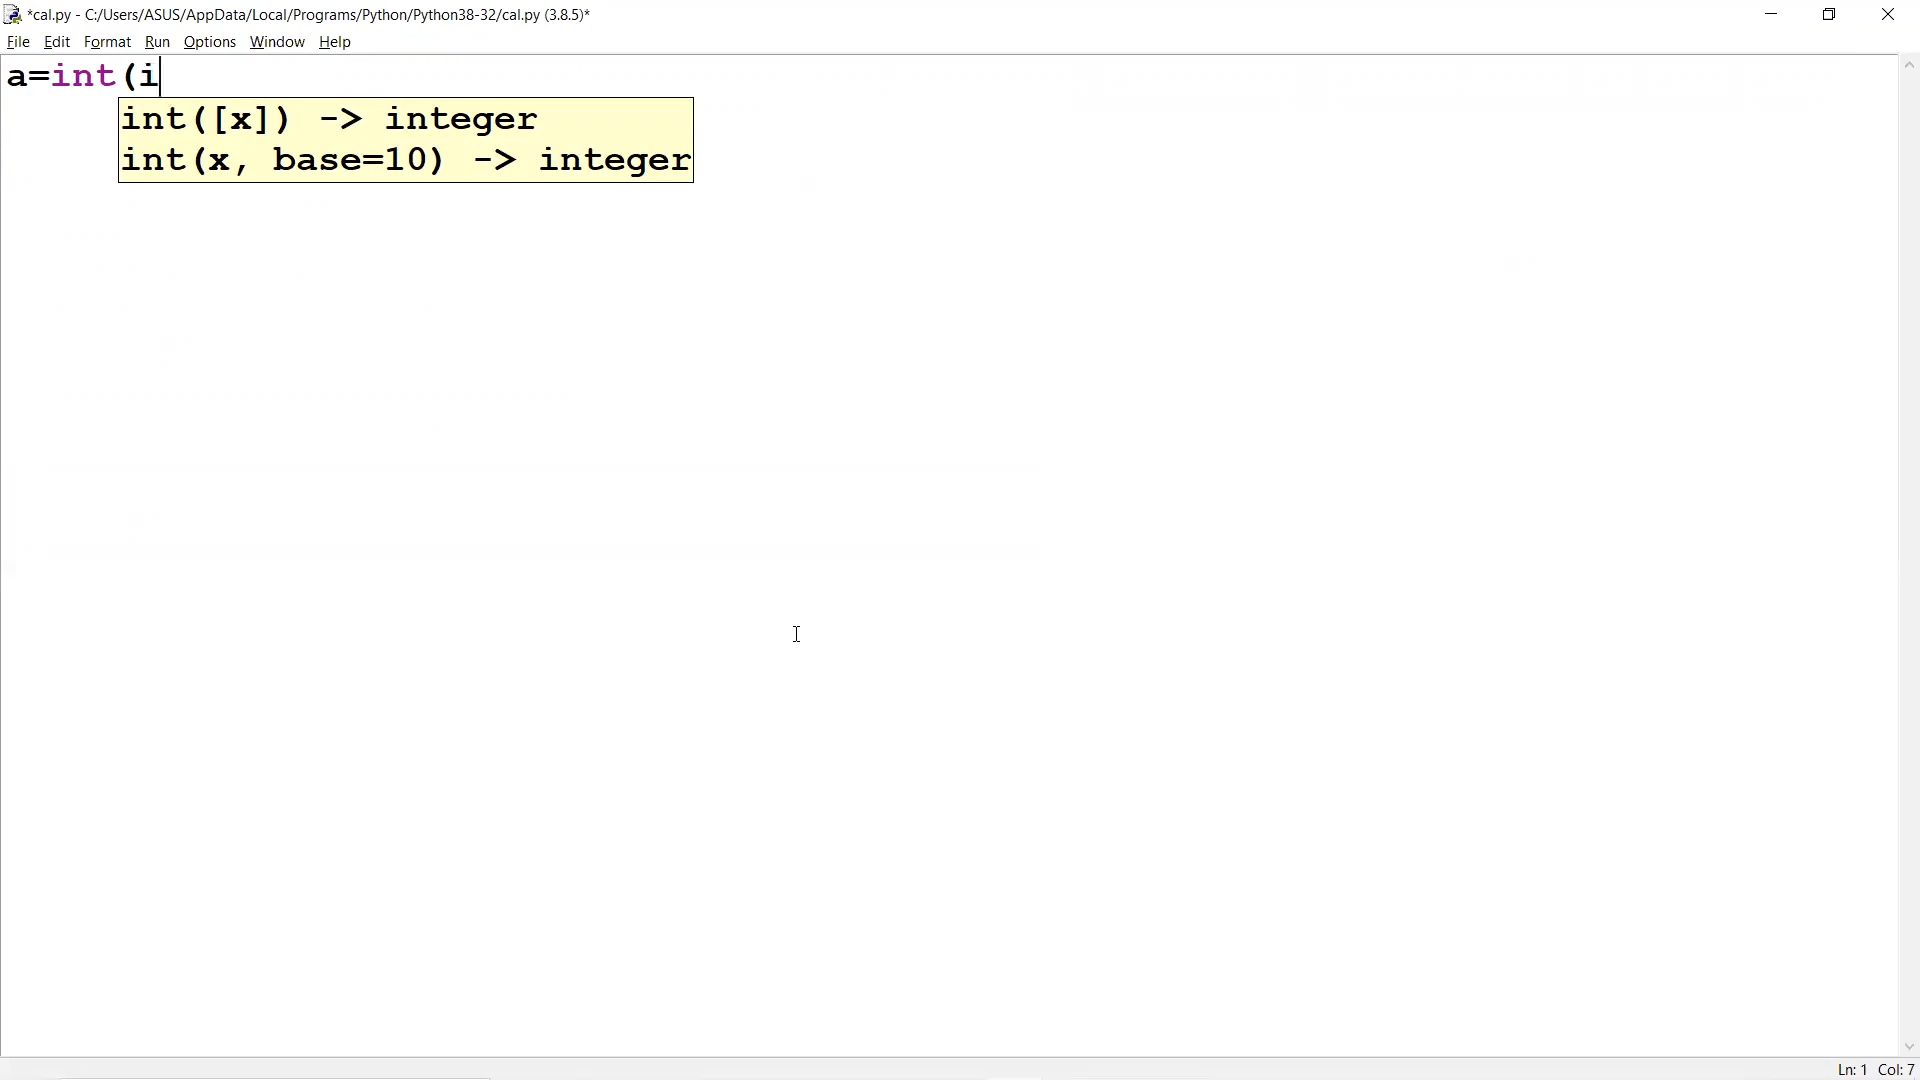 *cal.py - C:/Users/ASUS/AppData/Local/Programs/Python/Python38-32/cal.py (3.8.5)*
File Edit Format Run Options Window Help
a=int(i
int([x]) -> integer
int(x, base=10) -> integer
Ln: 1 Col: 7